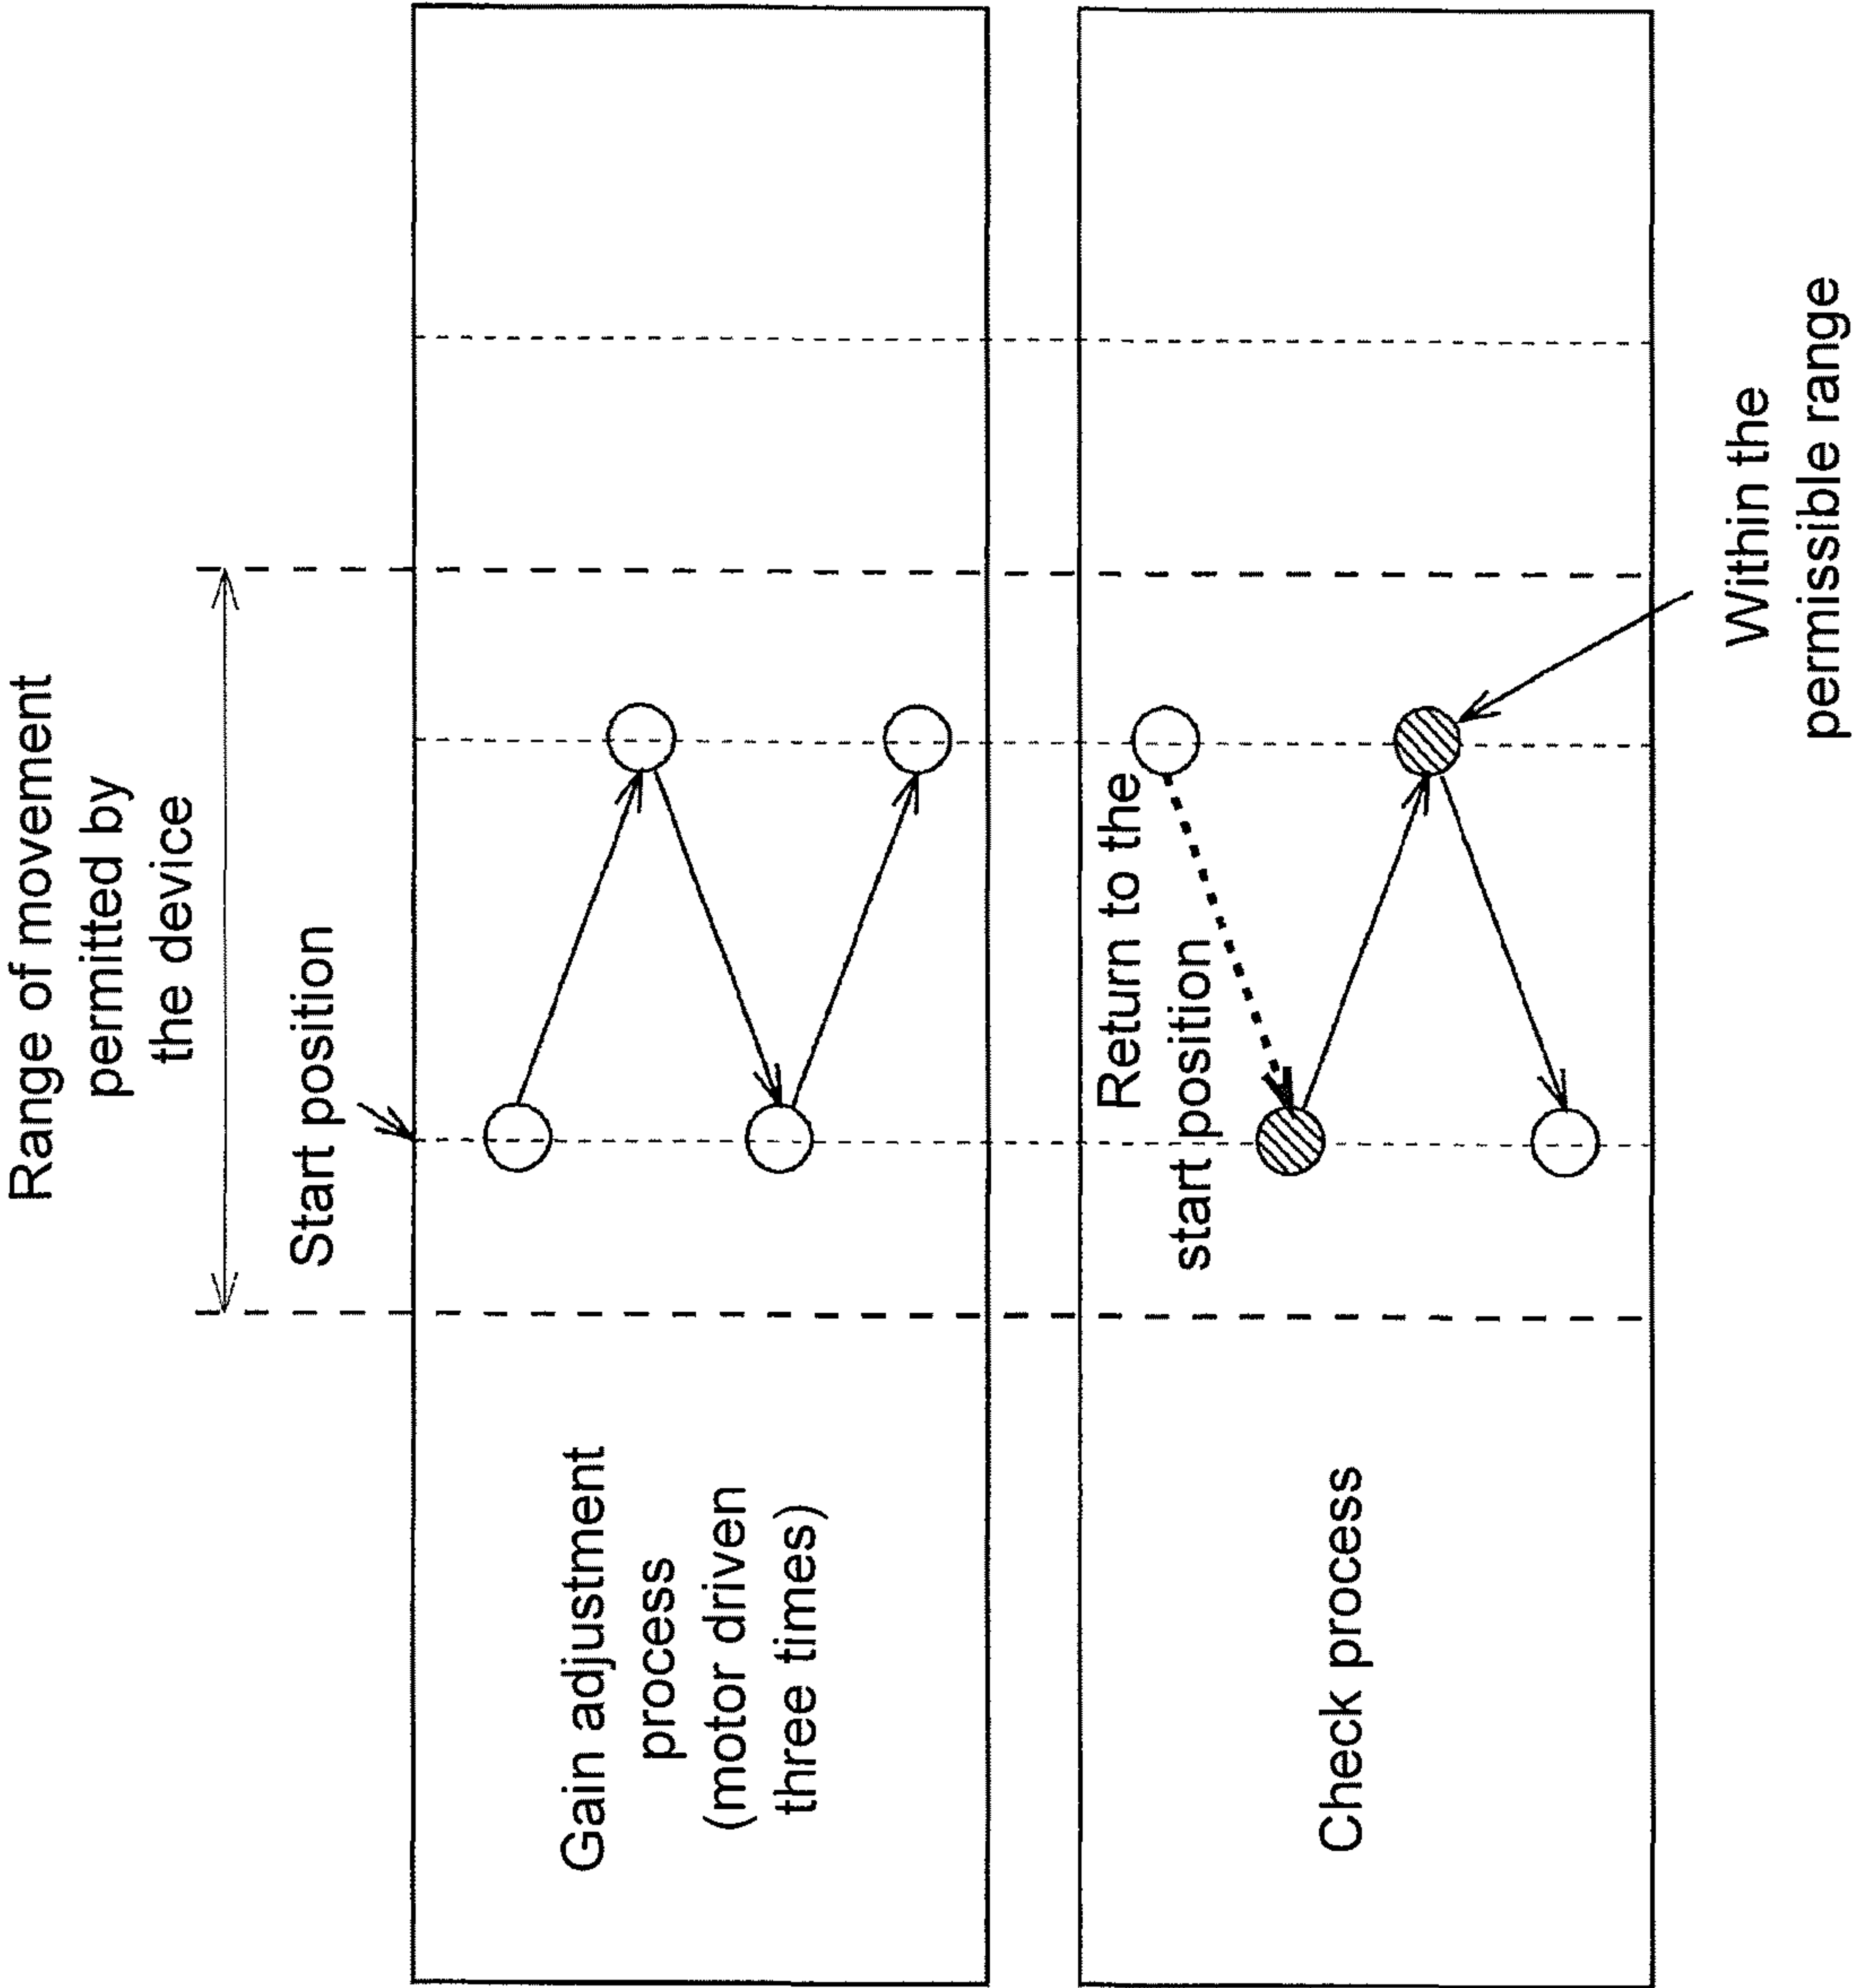 Range of movement
permitted by
the device
Start position
Gain adjustment
process
(motor driven
three times)
Return to the
start position
Check process
Within the
permissible range